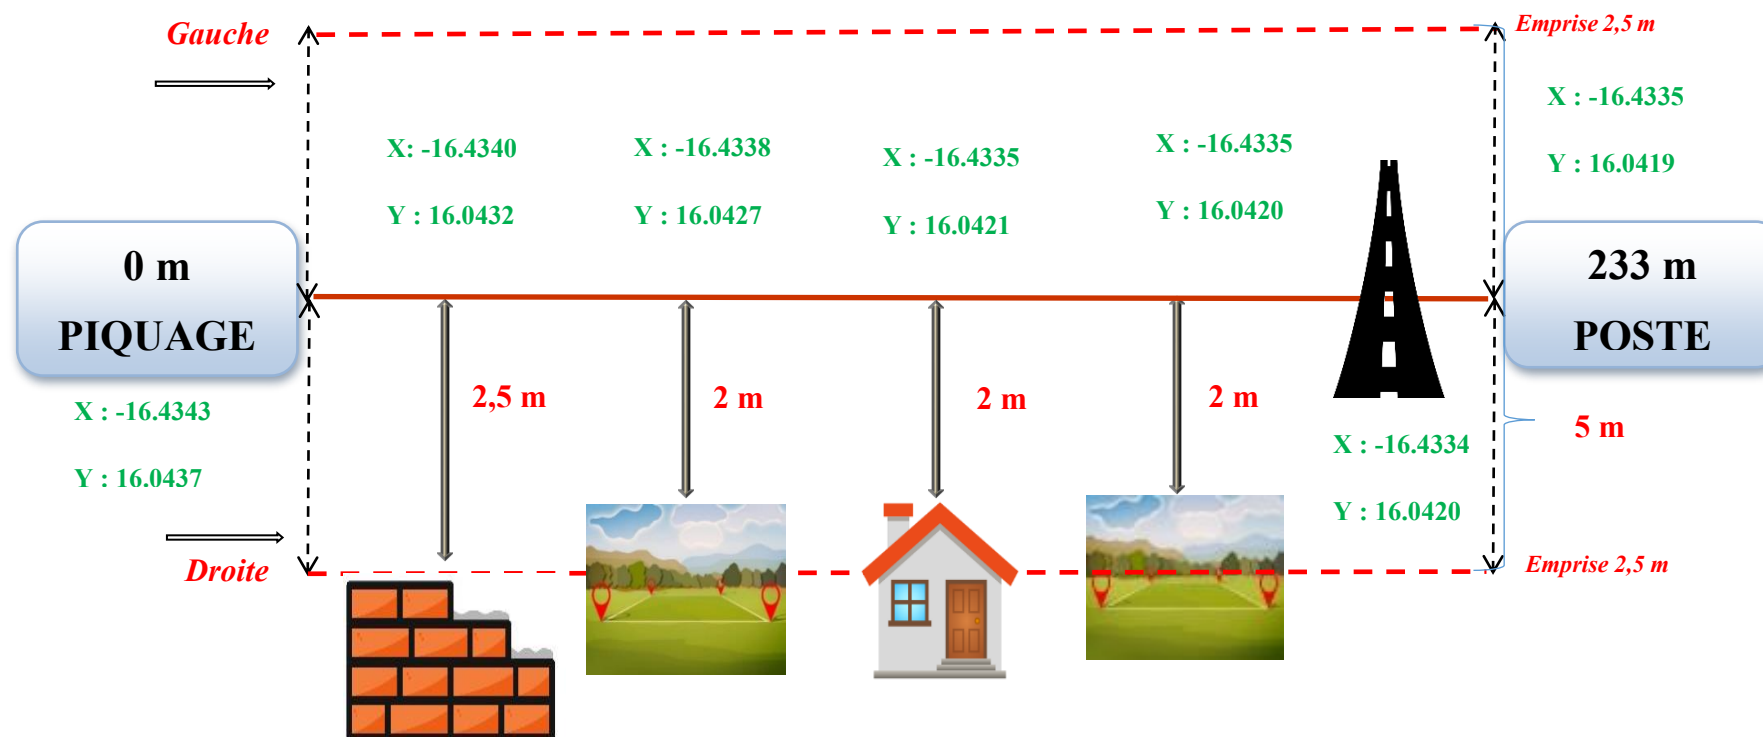 Gauche
Emprise 2,5 m
X : -16.4335
Y : 16.0419
X: -16.4340
Y : 16.0432
X : -16.4338
Y : 16.0427
X : -16.4335
Y : 16.0421
X : -16.4335
Y : 16.0420
0 m
PIQUAGE
233 m
POSTE
X : -16.4343
Y : 16.0437
2,5 m
2 m
2 m
2 m
5 m
X : -16.4334
Y : 16.0420
Droite
Emprise 2,5 m